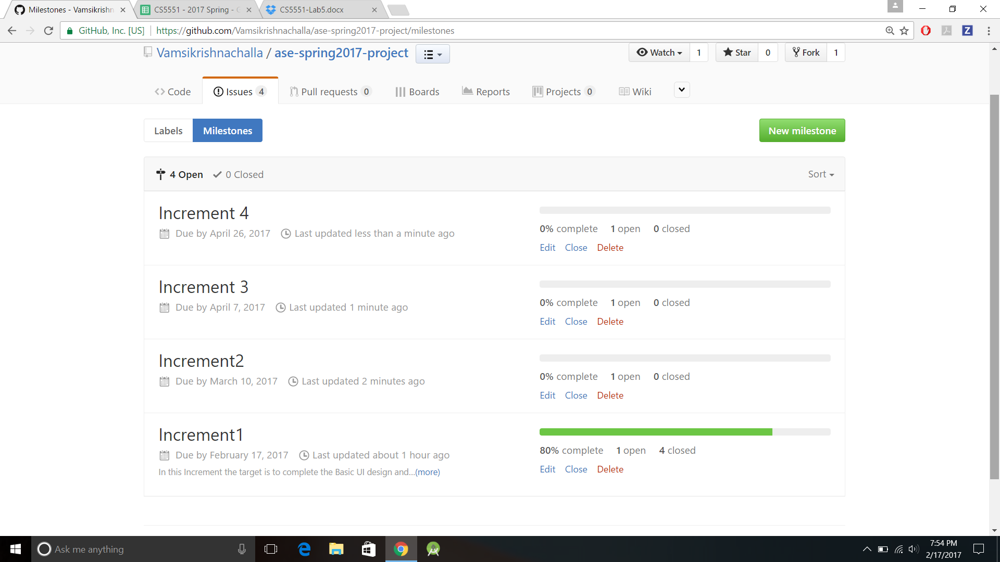 Milestones - Vamsikrishn
CS5551 - 2017 Spring -
CS5551-Lab5.docx
GitHub, Inc. [US]
https://github.com/Vamsikrishnachalla/ase-spring2017-project/milestones
Vamsikrishnachalla / ase-spring2017-project
Watch 1 Star 0 Fork 1
Code Issues 4 Pull requests 0 Boards Reports Projects 0 Wiki
Labels Milestones New milestone
4 Open 0 Closed Sort
Increment 4
Due by April 26, 2017 Last updated less than a minute ago
0% complete 1 open 0 closed
Edit Close Delete
Increment 3
Due by April 7, 2017 Last updated 1 minute ago
0% complete 1 open 0 closed
Edit Close Delete
Increment2
Due by March 10, 2017 Last updated 2 minutes ago
0% complete 1 open 0 closed
Edit Close Delete
Increment1
Due by February 17, 2017 Last updated about 1 hour ago
In this Increment the target is to complete the Basic UI design and...(more)
80% complete 1 open 4 closed
Edit Close Delete
Ask me anything
7:54 PM
2/17/2017